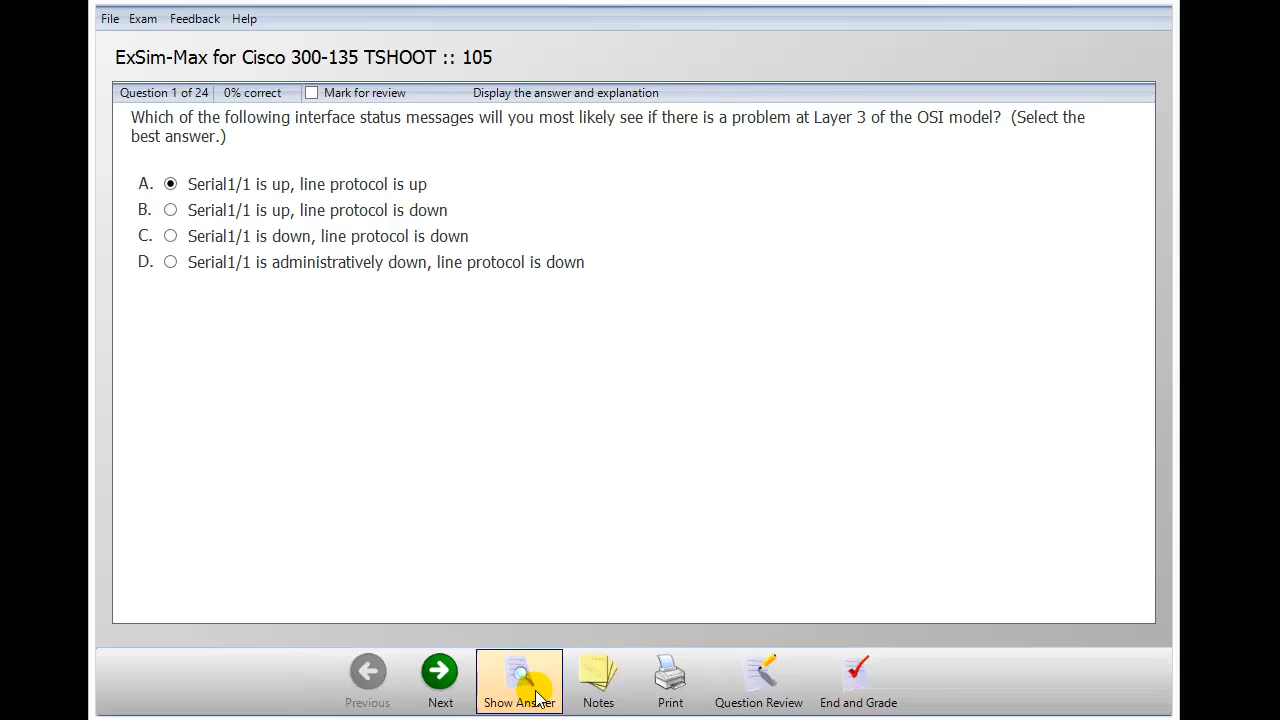 File Exam Feedback Help
ExSim-Max for Cisco 300-135 TSHOOT :: 105
Question 1 of 24 0% correct Mark for review Display the answer and explanation
Which of the following interface status messages will you most likely see if there is a problem at Layer 3 of the OSI model? (Select the
best answer.)
A. Serial1/1 is up, line protocol is up
B. Serial1/1 is up, line protocol is down
C. Serial1/1 is down, line protocol is down
D. Serial1/1 is administratively down, line protocol is down
Previous Next Show Answer Notes Print Question Review End and Grade